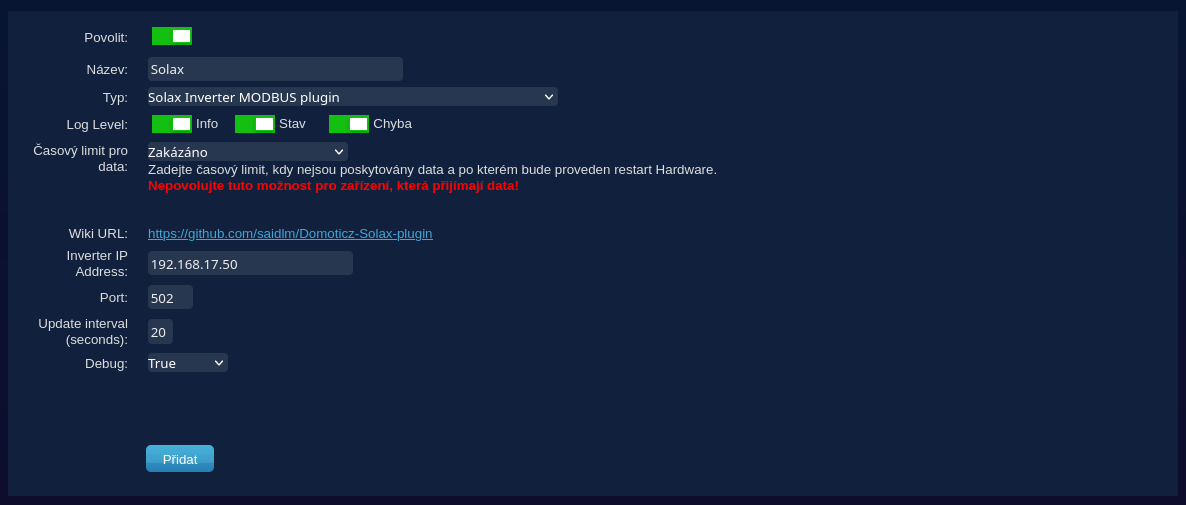 Povolit:
Název: Solax
Typ: Solax Inverter MODBUS plugin
Log Level: Info Stav Chyba
Časový limit pro
data:
Zakázáno
Zadejte časový limit, kdy nejsou poskytovány data a po kterém bude proveden restart Hardware.
Nepovolujte tuto možnost pro zařízení, která přijímají data!
Wiki URL: https://github.com/saidlm/Domoticz-Solax-plugin
Inverter IP
Address:
192.168.17.50
Port: 502
Update interval
(seconds):
20
Debug: True
Přidat